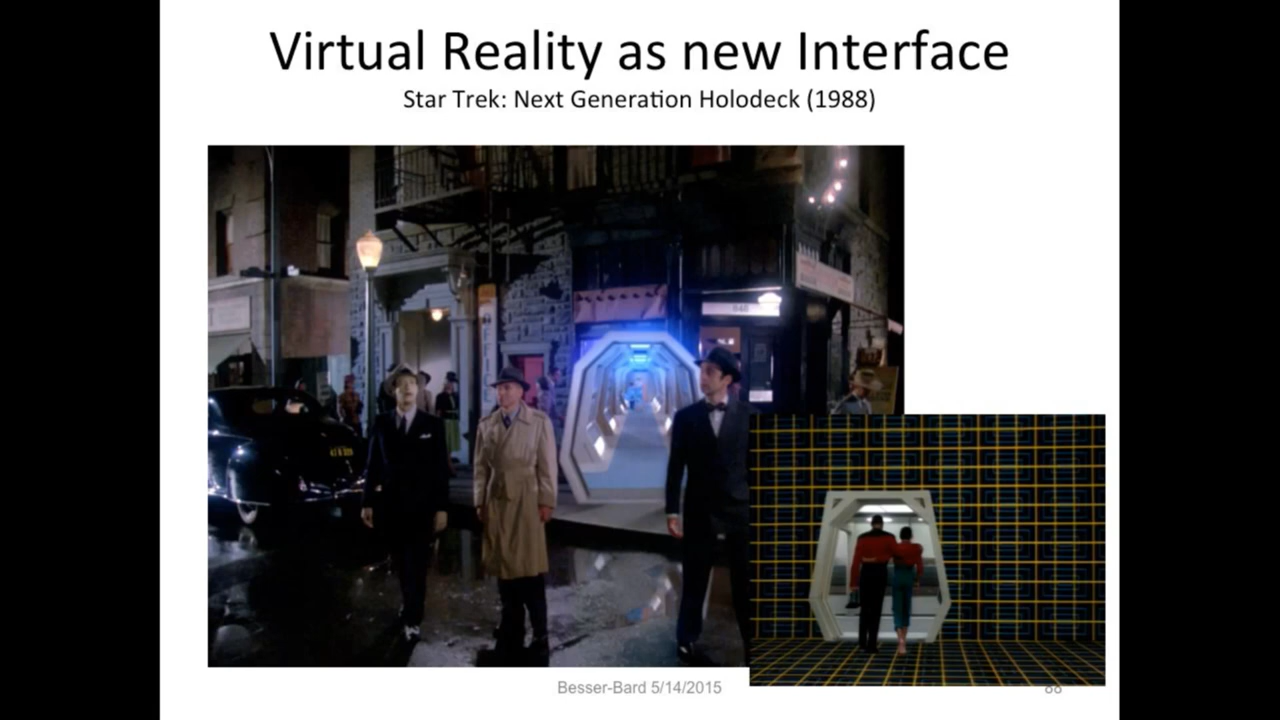 Virtual Reality as new Interface
Star Trek: Next Generation Holodeck (1988)
Besser-Bard 5/14/2015